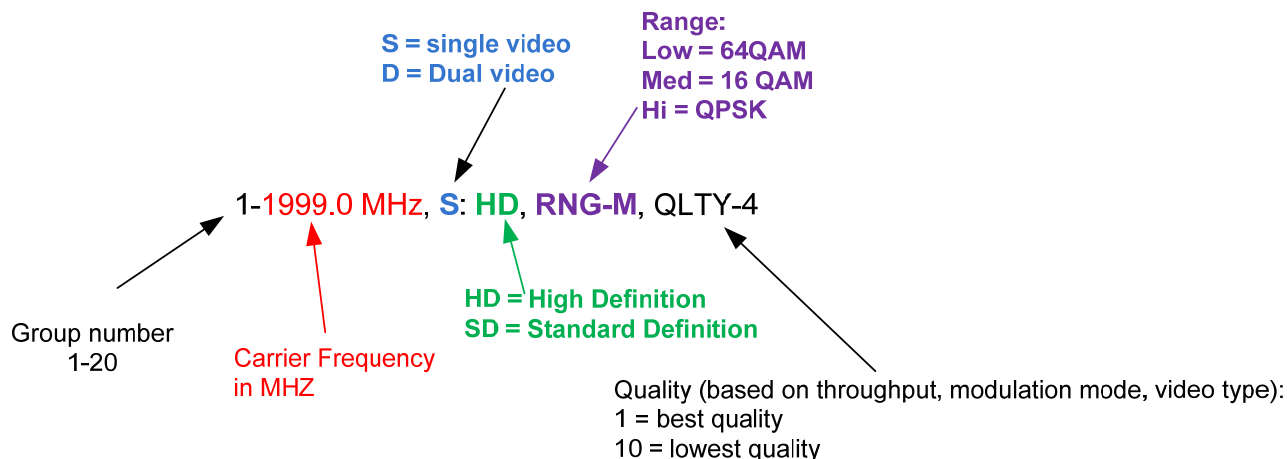 S = single video
D = Dual video
Range:
Low = 64QAM
Med = 16 QAM
Hi = QPSK
1-1999.0 MHz, S: HD, RNG-M, QLTY-4
Group number
1-20
Carrier Frequency
in MHZ
HD = High Definition
SD = Standard Definition
Quality (based on throughput, modulation mode, video type):
1 = best quality
10 = lowest quality